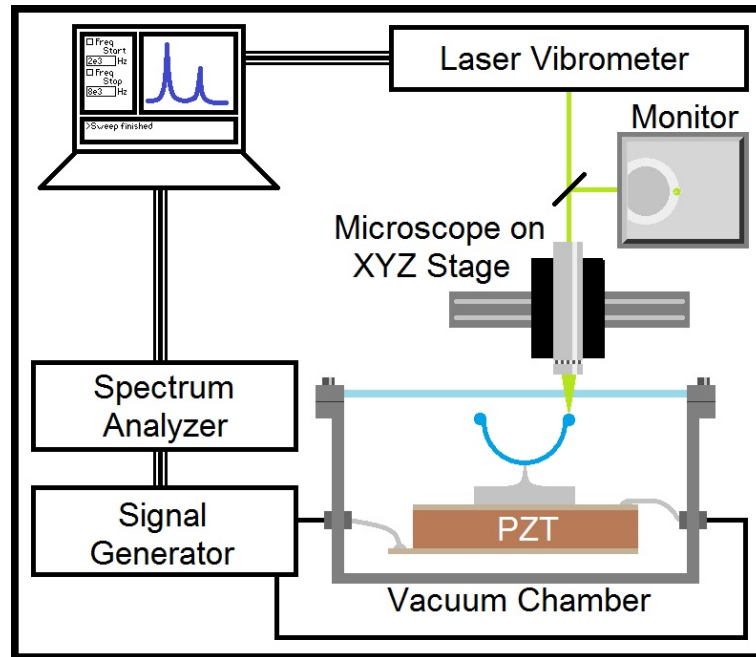 Freq
Start
2e3 Hz
Freq
Stop
8e3 Hz
>Sweep finished
Laser Vibrometer
Monitor
Microscope on
XYZ Stage
Spectrum
Analyzer
Signal
Generator
PZT
Vacuum Chamber